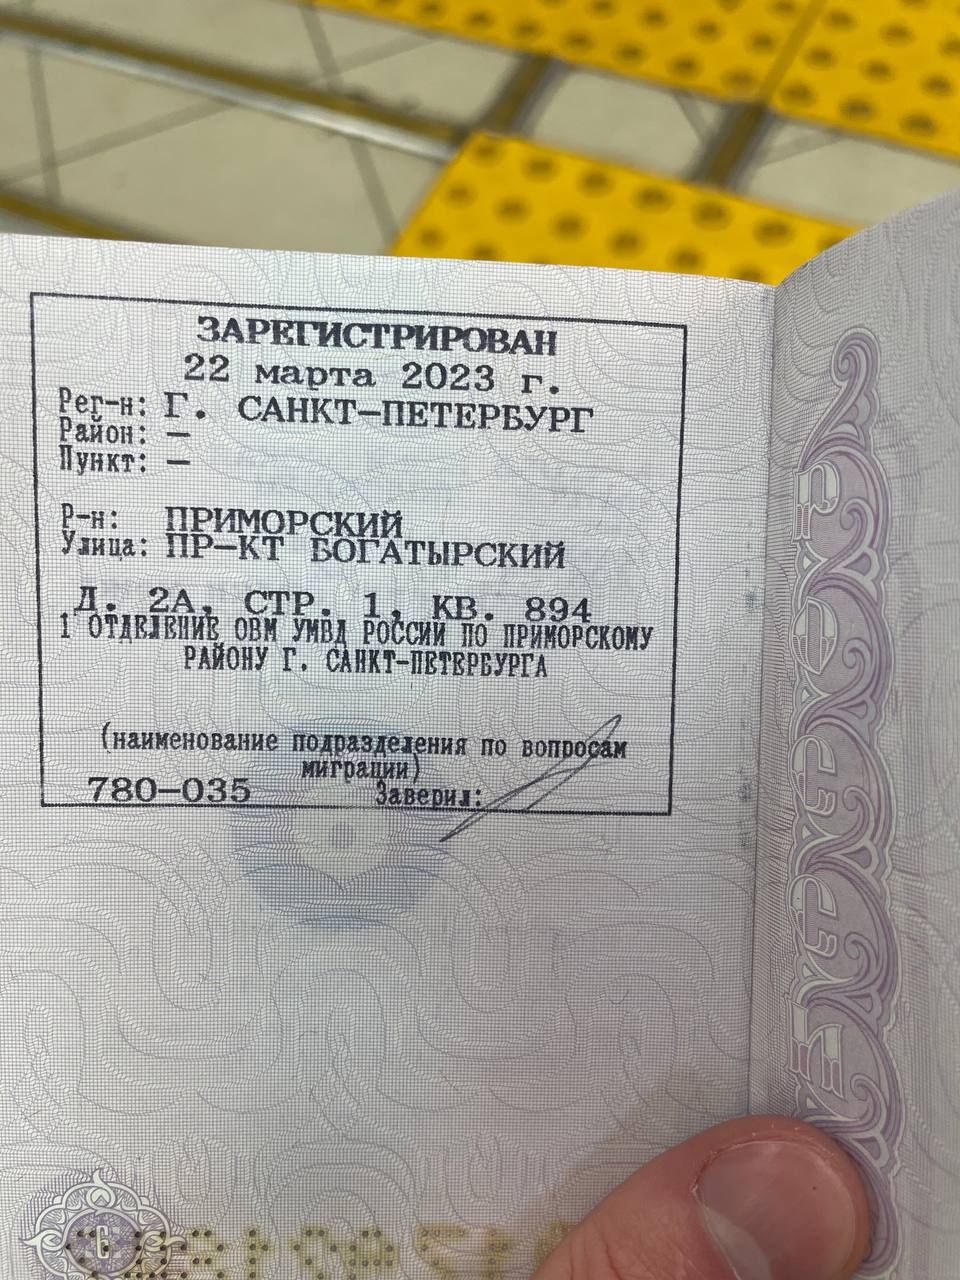 ЗАРЕГИСТРИРОВАН
22 марта 2023 г.
Рег-н: Г. САНКТ-ПЕТЕРБУРГ
Район: —
Пункт: —
Р-н: ПРИМОРСКИЙ
Улица: ПР-КТ БОГАТЫРСКИЙ
Д. 2А, СТР. 1, КВ. 894
1 ОТДЕЛЕНИЕ ОВМ УМВД РОССИИ ПО ПРИМОРСКОМУ
РАЙОНУ Г. САНКТ-ПЕТЕРБУРГА
(наименование подразделения по вопросам
миграции)
780-035 Заверил: